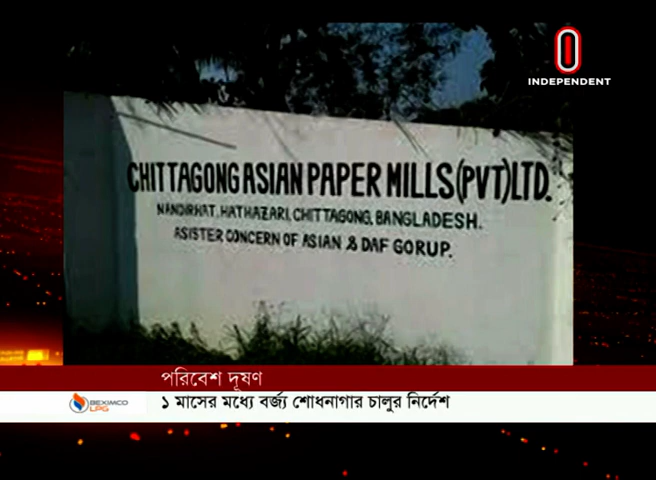 INDEPENDENT
CHITTAGONG ASIAN PAPER MILLS (PVT) LTD.
NANDIRHAT, HATHAZARI, CHITTAGONG, BANGLADESH.
A SISTER CONCERN OF ASIAN & DAF GORUP.
পরিবেশ দূষণ
BEXIMCO
LPG
১ মাসের মধ্যে বর্জ্য শোধনাগার চালুর নির্দেশ